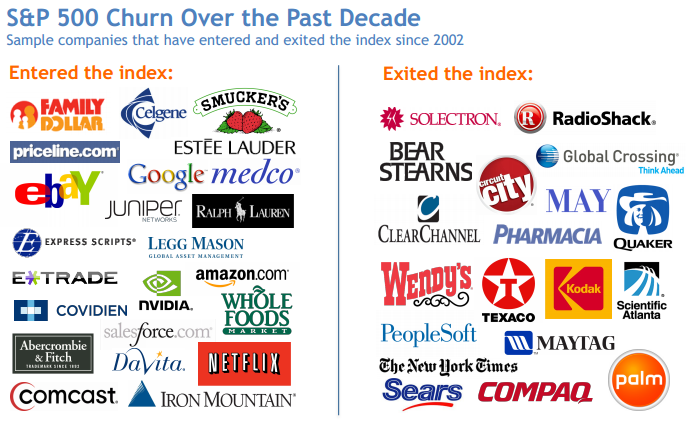 S&P 500 Churn Over the Past Decade
Sample companies that have entered and exited the index since 2002
Entered the index:
FAMILY
DOLLAR
Celgene
SMUCKER'S®
priceline.com®
ESTĒE LAUDER
Google™
medco®
ebaY
JUNIPER
NETWORKS
RALPH LAUREN
EXPRESS SCRIPTS®
LEGG MASON
GLOBAL ASSET MANAGEMENT
E*TRADE
NVIDIA®
amazon.com®
COVIDIEN
WHOLE
FOODS
MARKET
Abercrombie
& Fitch
TRADEMARK SINCE 1892
salesforce.com®
DaVita®
NETFLIX
Comcast®
IRON MOUNTAIN®
Exited the index:
SOLECTRON®
R
RadioShack®
BEAR
STEARNS
circuit
city®
Global Crossing®
Think Ahead
CLEARCHANNEL
MAY
PHARMACIA
QUAKER
WENDY'S®
T
TEXACO
Kodak
Scientific
Atlanta
PeopleSoft
MAYTAG
The New York Times
Sears
COMPAQ
palm